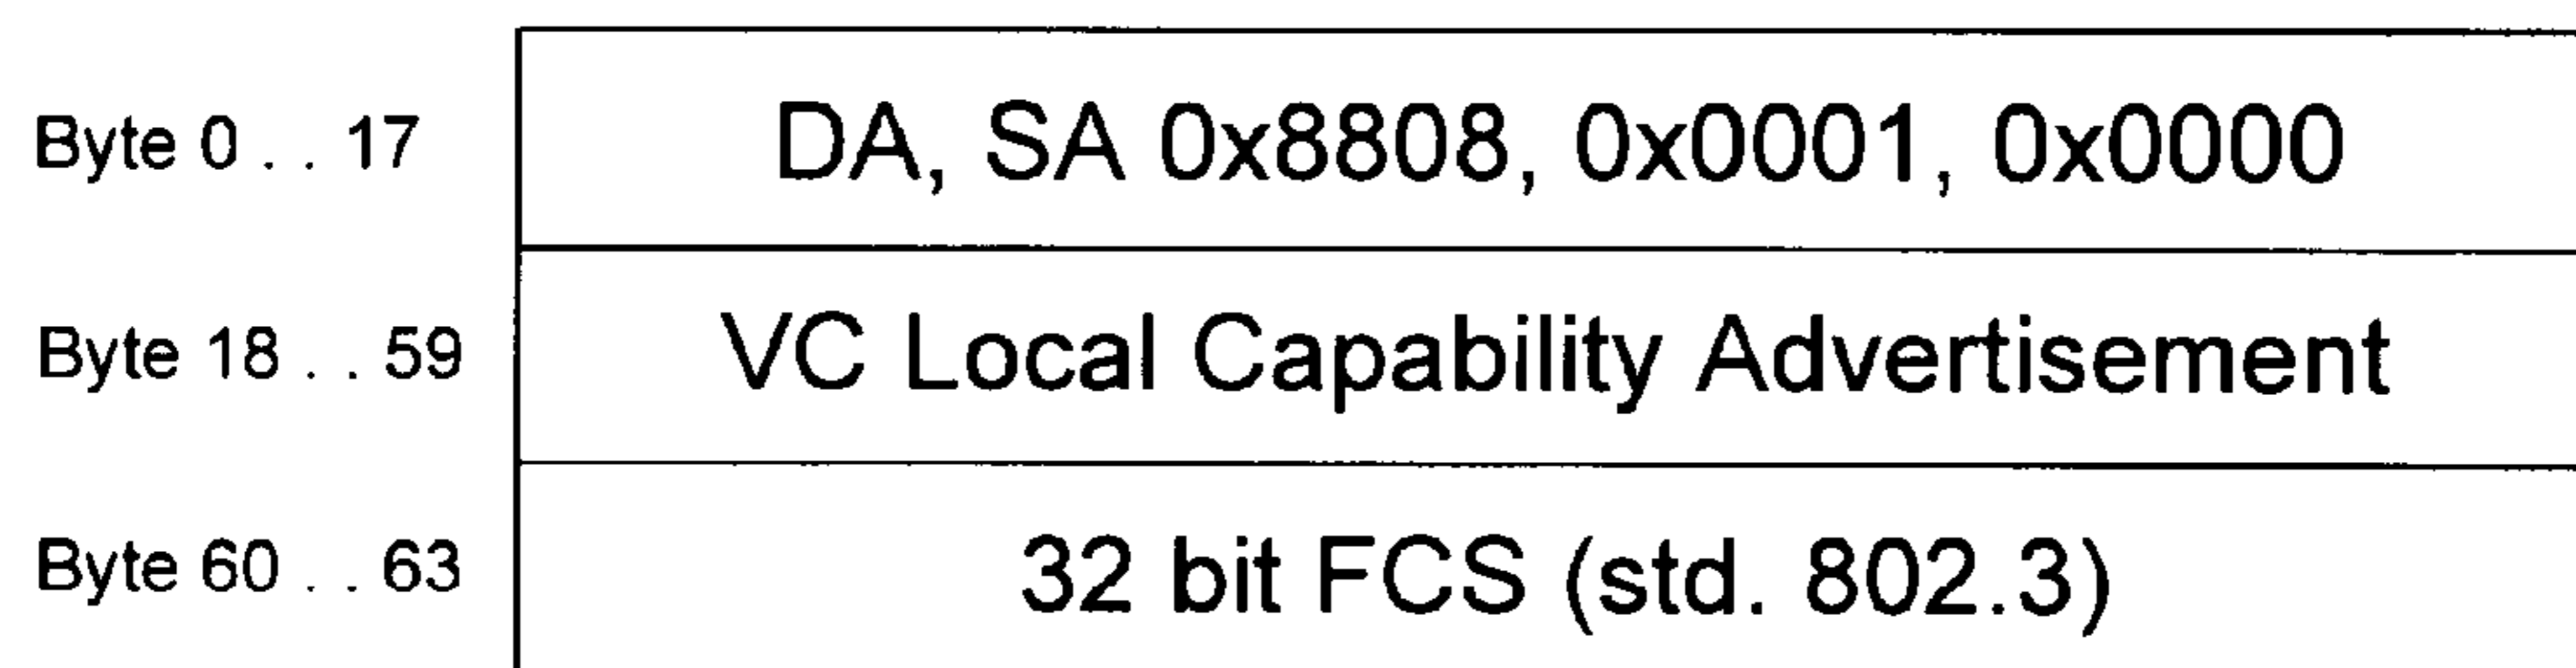 Byte 0 . . 17 DA, SA 0x8808, 0x0001, 0x0000
Byte 18 . . 59 VC Local Capability Advertisement
Byte 60 . . 63 32 bit FCS (std. 802.3)